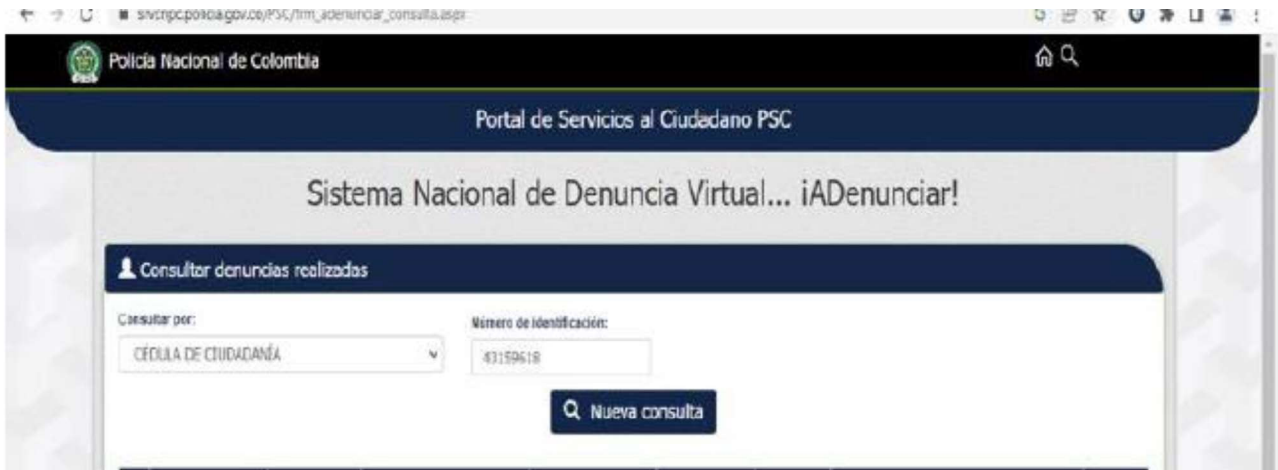 Policía Nacional de Colombia
Portal de Servicios al Ciudadano PSC
Sistema Nacional de Denuncia Virtual... ¡ADenunciar!
Consultar denuncias realizadas
Consultar por:
Número de identificación:
CÉDULA DE CIUDADANÍA
43159618
Nueva consulta